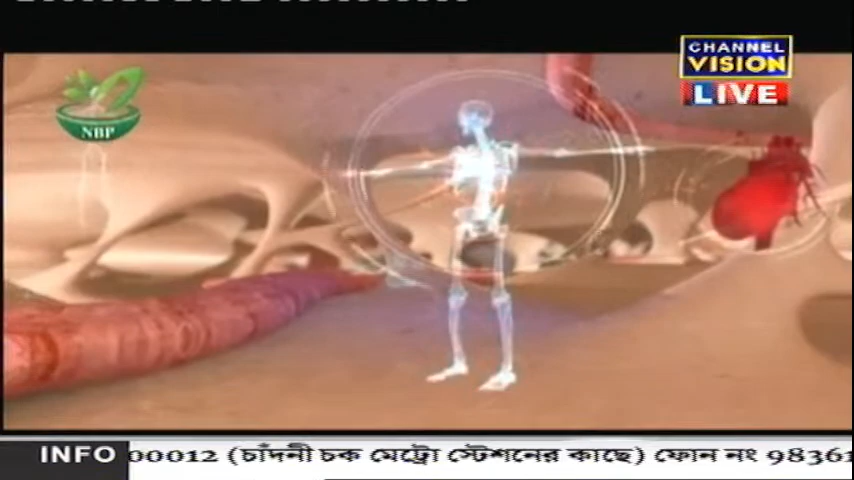 CHANNEL
VISION
LIVE
NBP
INFO
00012 (চাঁদনী চক মেট্রো স্টেশনের কাছে) ফোন নং 98361